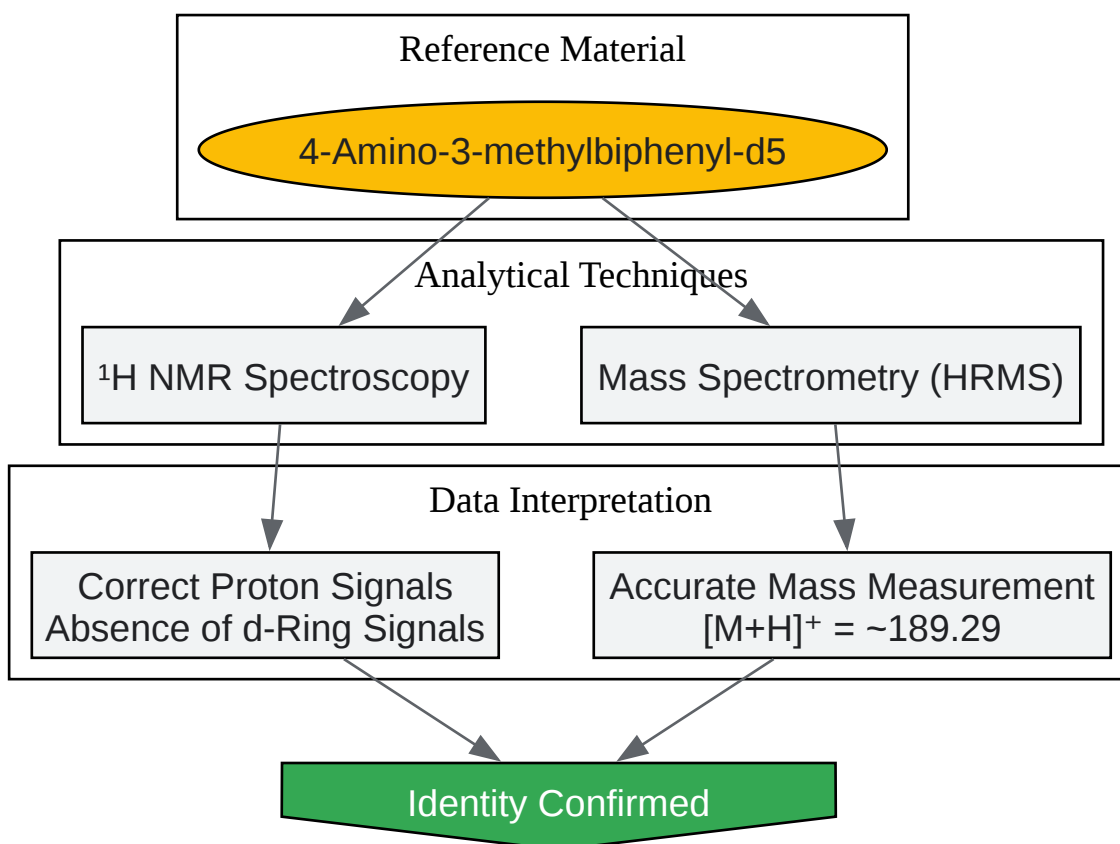 Reference Material
4-Amino-3-methylbiphenyl-d5
Analytical Techniques
¹H NMR Spectroscopy
Mass Spectrometry (HRMS)
Data Interpretation
Correct Proton Signals
Absence of d-Ring Signals
Accurate Mass Measurement
[M+H]⁺ = ~189.29
Identity Confirmed